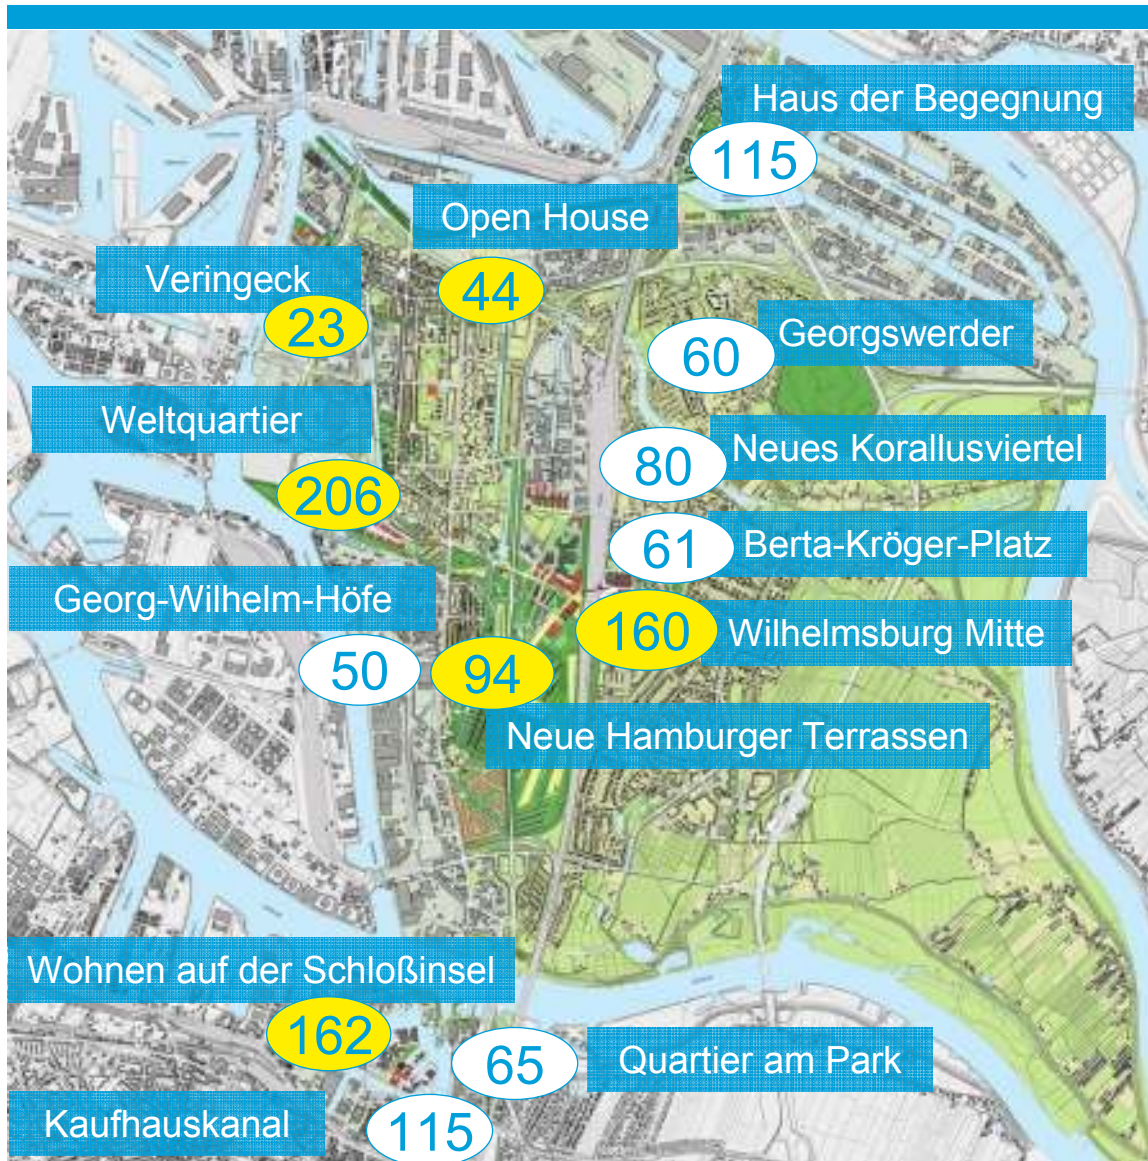 Haus der Begegnung
115
Open House
44
Veringeck
23
Georgswerder
60
Weltquartier
206
Neues Korallusviertel
80
Berta-Kröger-Platz
61
Georg-Wilhelm-Höfe
50
Wilhelmsburg Mitte
160
94
Neue Hamburger Terrassen
Wohnen auf der Schloßinsel
162
65
Quartier am Park
Kaufhauskanal
115